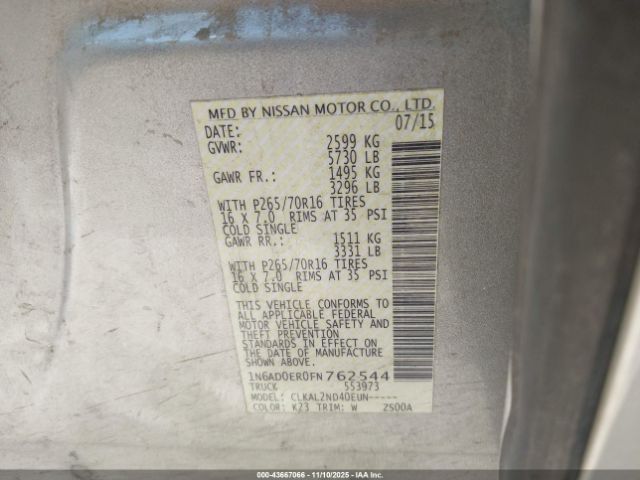 MFD BY NISSAN MOTOR CO., LTD.
DATE: 07/15
GVWR: 2599 KG
5730 LB
GAWR FR.: 1495 KG
3296 LB
WITH P265/70R16 TIRES
16 X 7.0 RIMS AT 35 PSI
COLD SINGLE
GAWR RR.: 1511 KG
3331 LB
WITH P265/70R16 TIRES
16 X 7.0 RIMS AT 35 PSI
COLD SINGLE
THIS VEHICLE CONFORMS TO
ALL APPLICABLE FEDERAL
MOTOR VEHICLE SAFETY AND
THEFT PREVENTION
STANDARDS IN EFFECT ON
THE DATE OF MANUFACTURE
SHOWN ABOVE.
1N6AD0ER0FN762544
TRUCK 553973
MODEL: CLKAL2ND40EUN-----
COLOR: K23 TRIM: W 2500A
000-43667066 - 11/10/2025 - IAA Inc.